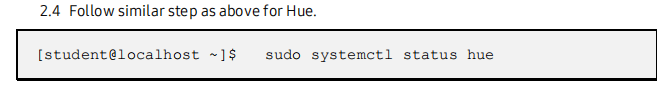 2.4 Follow similar step as above for Hue.
[student@localhost ~]$ sudo systemctl status hue